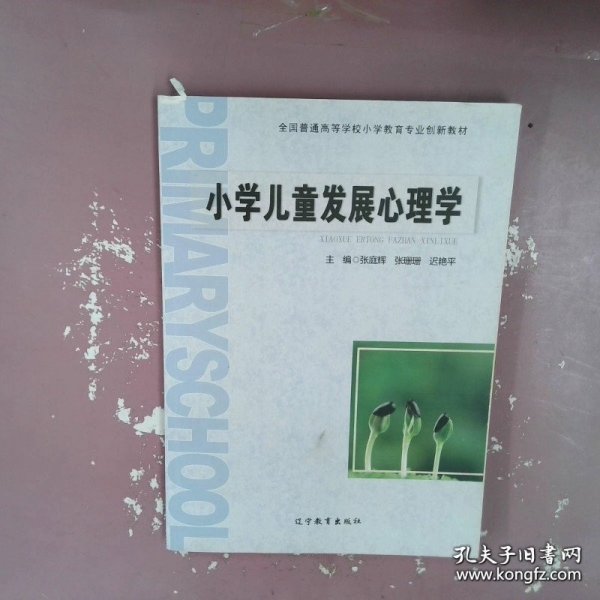 全国普通高等学校小学教育专业创新教材
PRIMARYSCHOOL
小学儿童发展心理学
XIAOXUE ERTONG FAZHAN XINLIXUE
主 编□张庭辉 张珊珊 迟艳平
辽宁教育出版社
孔夫子旧书网
www.kongfz.com